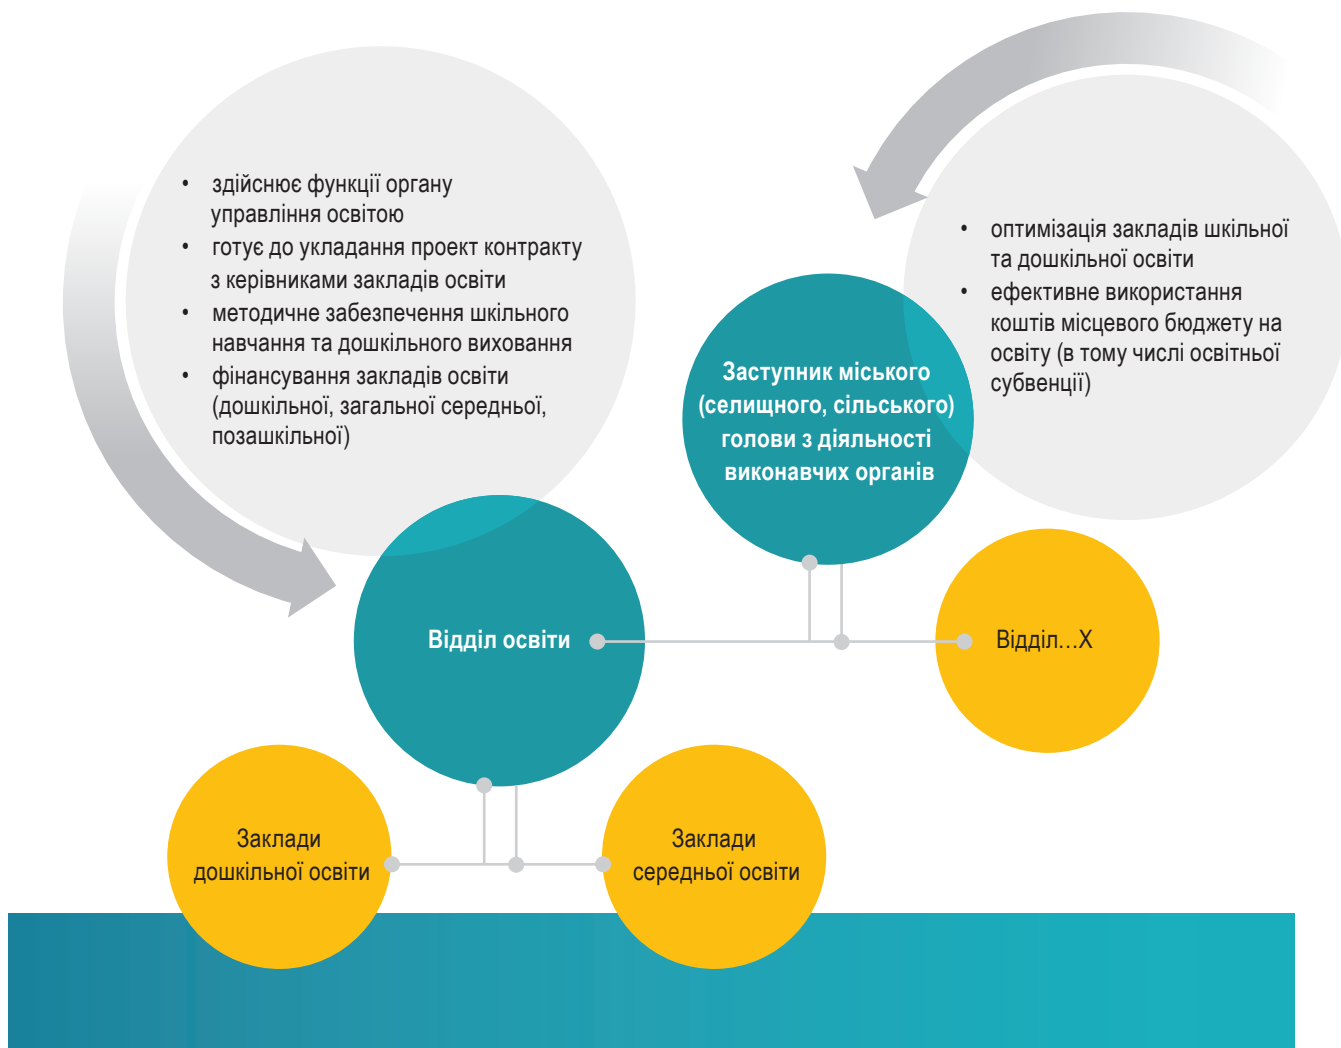 • здійснює функції органу
управління освітою
• готує до укладання проект контракту
з керівниками закладів освіти
• методичне забезпечення шкільного
навчання та дошкільного виховання
• фінансування закладів освіти
(дошкільної, загальної середньої,
позашкільної)
• оптимізація закладів шкільної
та дошкільної освіти
• ефективне використання
коштів місцевого бюджету на
освіту (в тому числі освітньої
субвенції)
Заступник міського
(селищного, сільського)
голови з діяльності
виконавчих органів
Відділ освіти
Відділ...Х
Заклади
дошкільної освіти
Заклади
середньої освіти